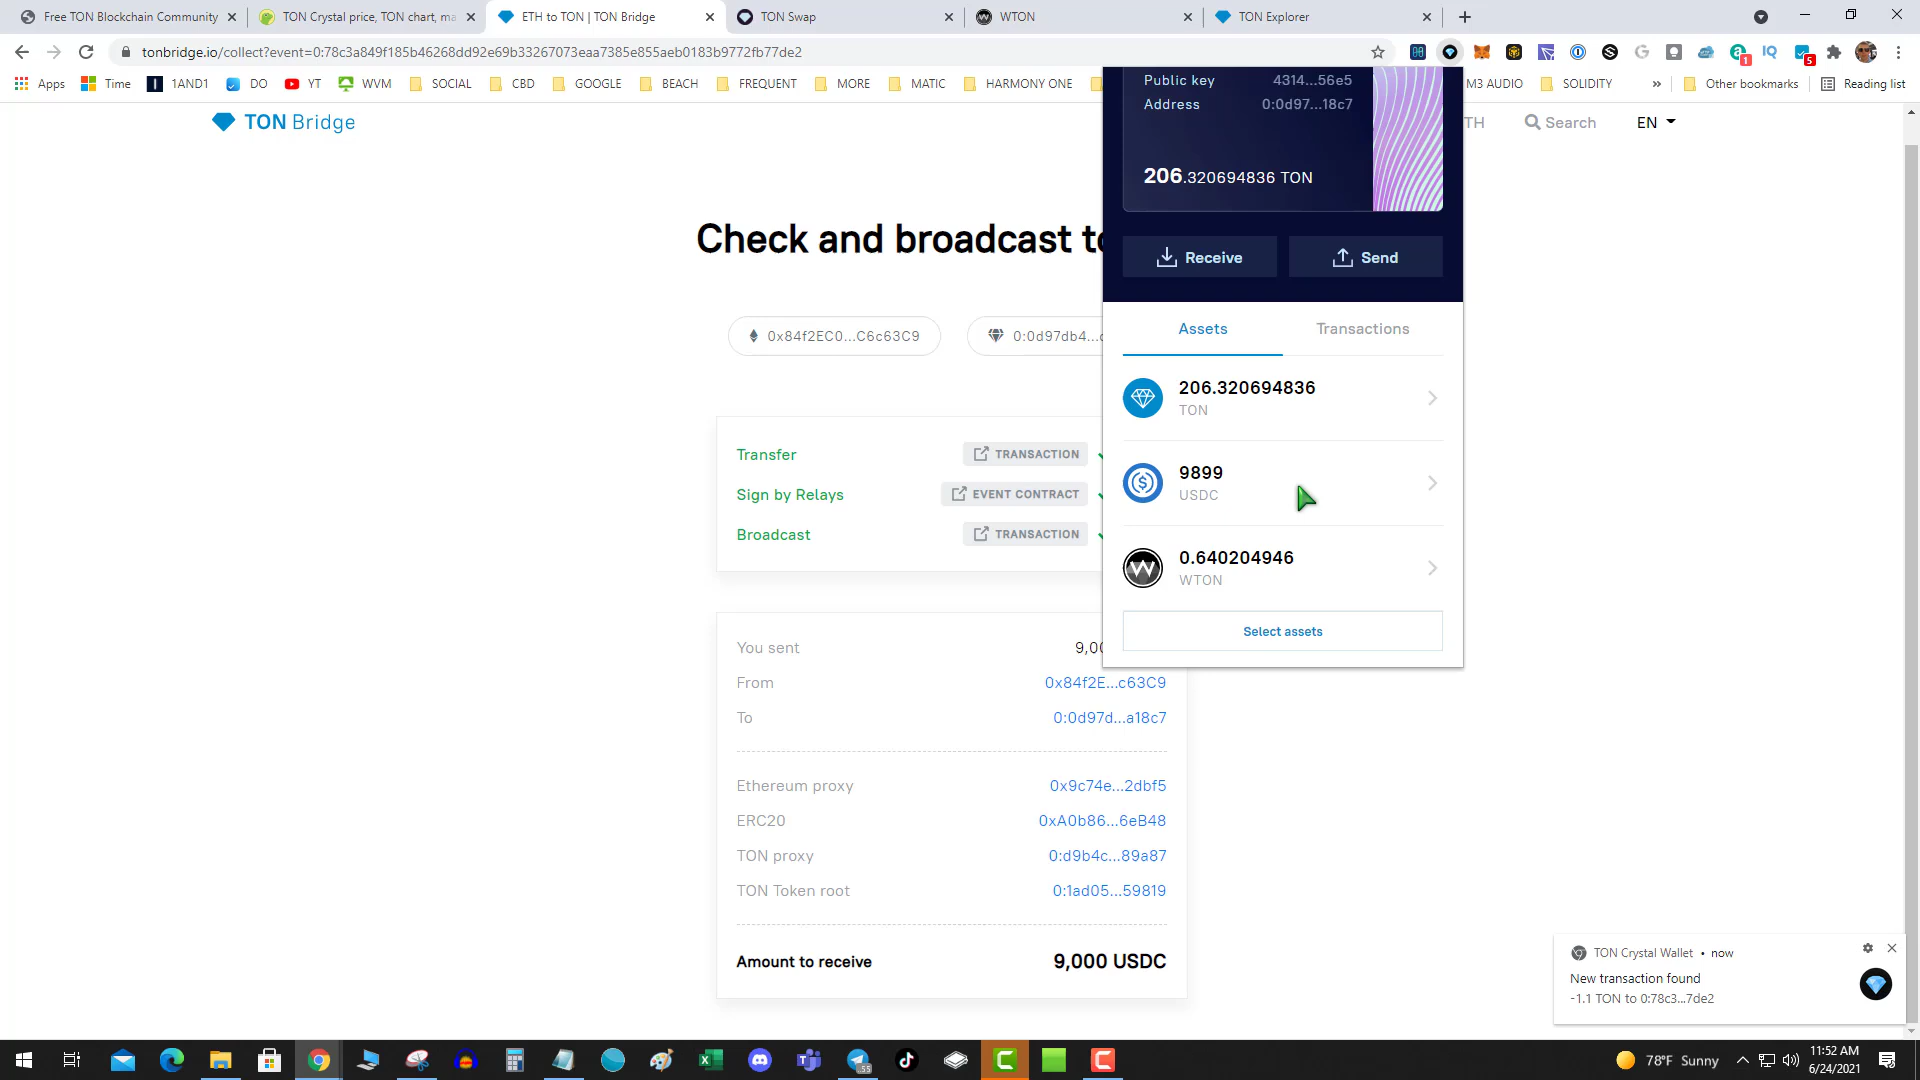 Free TON Blockchain Community
TON Crystal price, TON chart, ma
ETH to TON | TON Bridge
TON Swap
WTON
TON Explorer
tonbridge.io/collect?event=0:78c3a849f185b46268dd92e69b33267073eaa7385e855aeb0183b9772fb77de2
1
5
Apps
Time
1AND1
DO
YT
WVM
SOCIAL
CBD
GOOGLE
BEACH
FREQUENT
MORE
MATIC
HARMONY ONE
M3 AUDIO
SOLIDITY
»
Other bookmarks
Reading list
TON Bridge
TH
Search
EN
Public key 4314...56e5
Address 0:0d97...18c7
206.320694836 TON
Receive
Send
Assets
Transactions
206.320694836
TON
9899
USDC
0.640204946
WTON
Select assets
Check and broadcast to
0x84f2EC0...C6c63C9
0:0d97db4...
Transfer TRANSACTION
Sign by Relays EVENT CONTRACT
Broadcast TRANSACTION
You sent 9,00
From 0x84f2E...c63C9
To 0:0d97d...a18c7
Ethereum proxy 0x9c74e...2dbf5
ERC20 0xA0b86...6eB48
TON proxy 0:d9b4c...89a87
TON Token root 0:1ad05...59819
Amount to receive 9,000 USDC
TON Crystal Wallet • now
New transaction found
-1.1 TON to 0:78c3...7de2
78°F Sunny
11:52 AM
6/24/2021